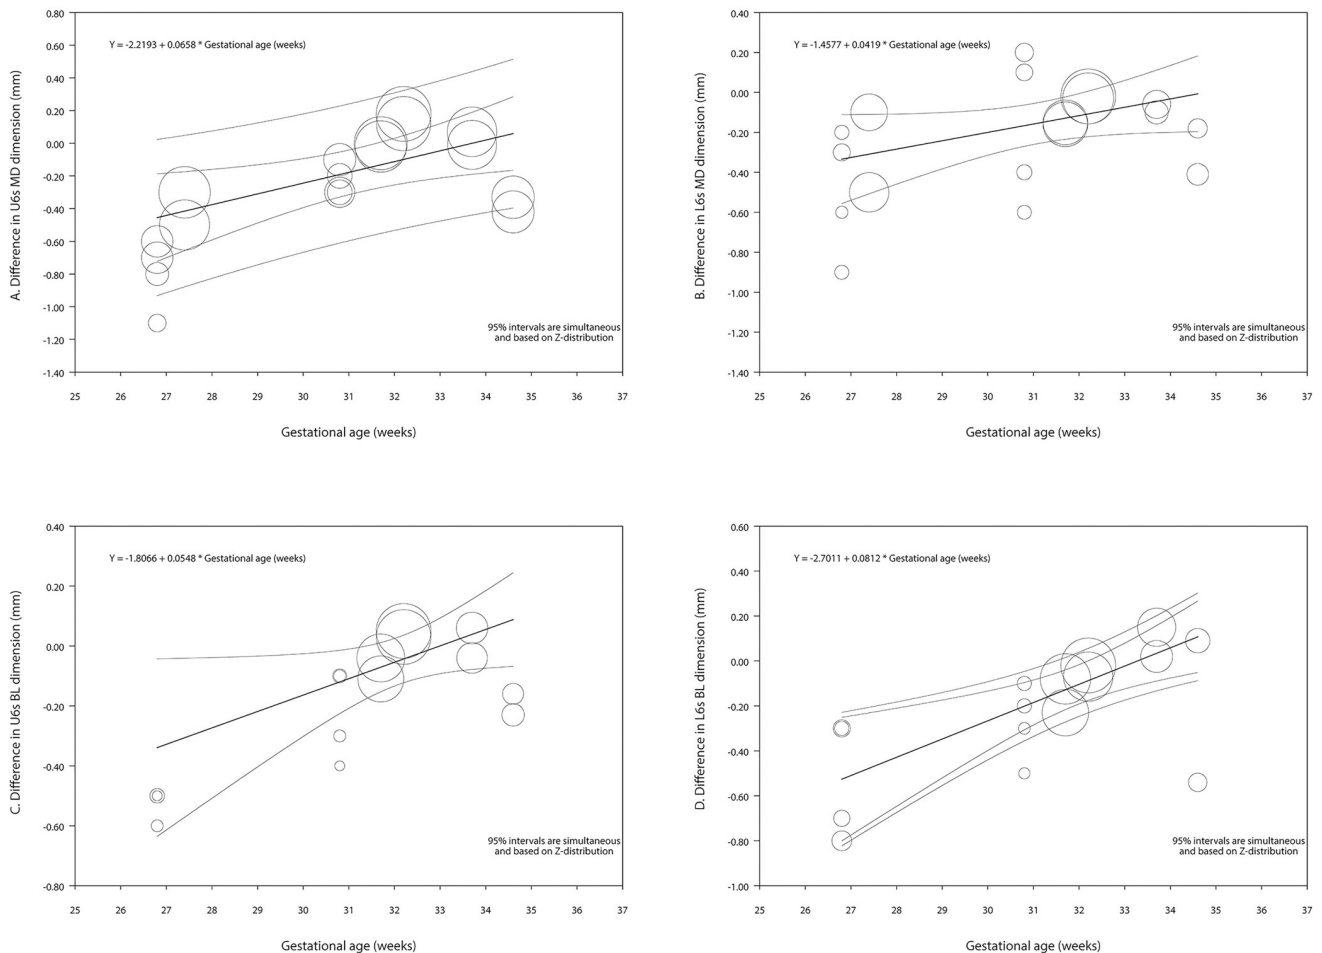 A. Difference in U6s MD dimension (mm)
0.80
0.60
0.40
0.20
0.00
-0.20
-0.40
-0.60
-0.80
-1.00
-1.20
-1.40
Y = -2.2193 + 0.0658 * Gestational age (weeks)
95% intervals are simultaneous
and based on Z-distribution
25 26 27 28 29 30 31 32 34 35 36 37
Gestational age (weeks)
B. Difference in L6s MD dimension (mm)
0.40
0.20
0.00
-0.20
-0.40
-0.60
-0.80
-1.00
-1.20
-1.40
Y = -1.4577 + 0.0419 * Gestational age (weeks)
95% intervals are simultaneous
and based on Z-distribution
25 26 27 28 29 30 31 32 34 35 36 37
Gestational age (weeks)
C. Difference in U6s BL dimension (mm)
0.40
0.20
0.00
-0.20
-0.40
-0.60
-0.80
Y = -1.8066 + 0.0548 * Gestational age (weeks)
95% intervals are simultaneous
and based on Z-distribution
25 26 27 28 29 30 31 32 34 35 36 37
Gestational age (weeks)
D. Difference in L6s BL dimension (mm)
0.60
0.40
0.20
0.00
-0.20
-0.40
-0.60
-0.80
-1.00
Y = -2.7011 + 0.0812 * Gestational age (weeks)
95% intervals are simultaneous
and based on Z-distribution
25 26 27 28 29 30 31 32 34 35 36 37
Gestational age (weeks)